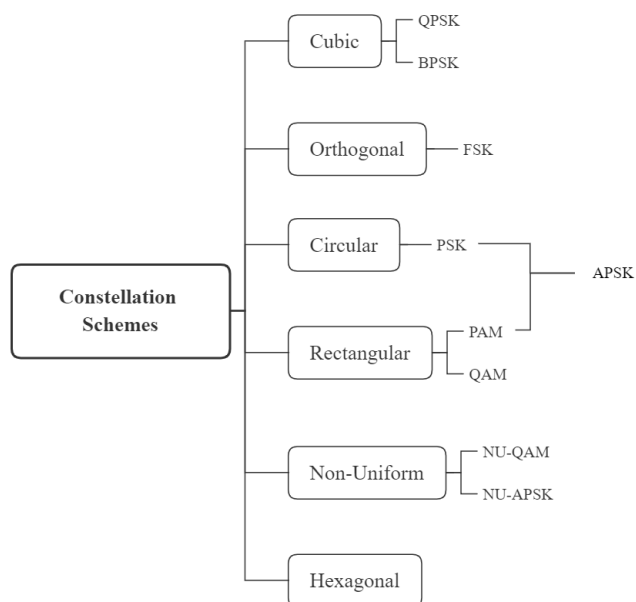 Constellation
Schemes
Cubic
QPSK
BPSK
Orthogonal
FSK
Circular
PSK
APSK
Rectangular
PAM
QAM
Non-Uniform
NU-QAM
NU-APSK
Hexagonal